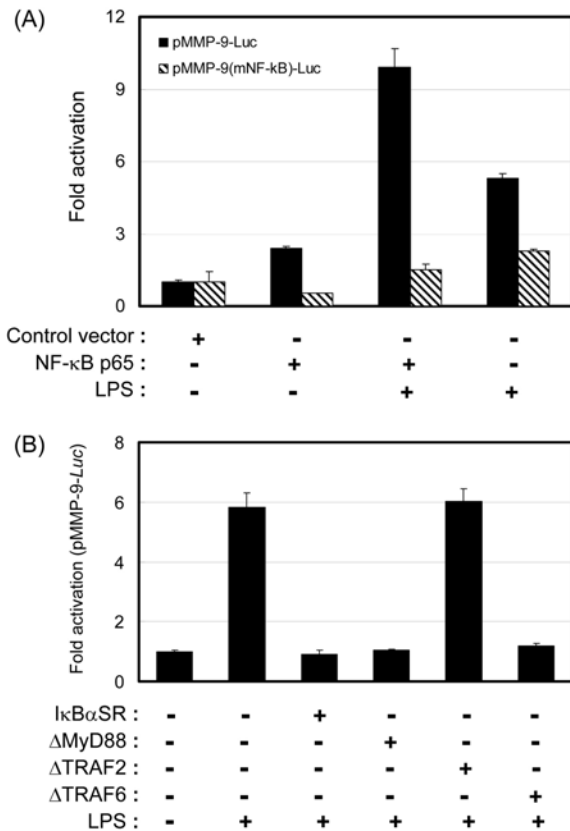 (A)
12
9
6
3
0
Fold activation
pMMP-9-Luc
pMMP-9(mNF-kB)-Luc
Control vector : + - - -
NF-κB p65 : - + + -
LPS : - - + +
(B)
8
6
4
2
0
Fold activation (pMMP-9-Luc)
IκBαSR : - - + - - -
ΔMyD88 : - - - + - -
ΔTRAF2 : - - - - + -
ΔTRAF6 : - - - - - +
LPS : - + + + + +